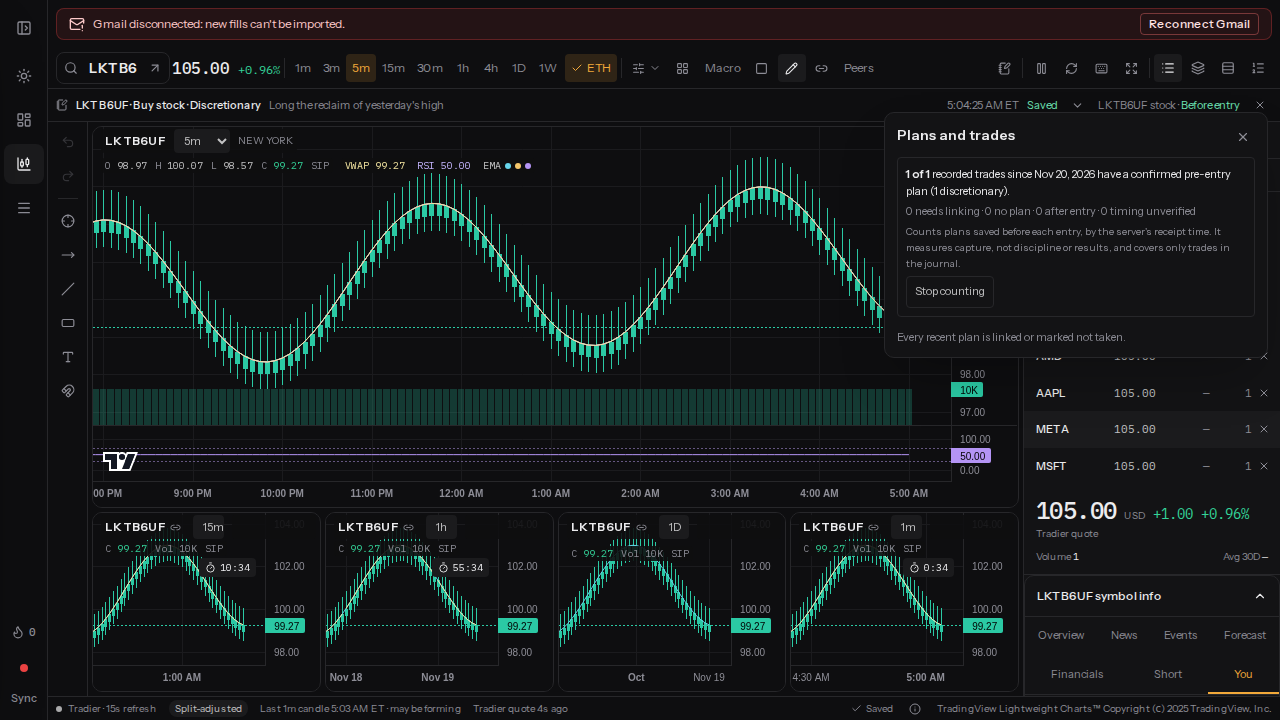 Gmail disconnected: new fills can't be imported.
Reconnect Gmail
LKTB6
105.00 +0.96%
1m 3m 5m 15m 30m 1h 4h 1D 1W ETH
Macro
Peers
LKTB6UF · Buy stock · Discretionary Long the reclaim of yesterday's high
5:04:25 AM ET Saved
LKTB6UF stock · Before entry
LKTB6UF 5m NEW YORK
O 98.97 H 100.07 L 98.57 C 99.27 SIP VWAP 99.27 RSI 50.00 EMA
Plans and trades
1 of 1 recorded trades since Nov 20, 2026 have a confirmed pre-entry
plan (1 discretionary).
0 needs linking · 0 no plan · 0 after entry · 0 timing unverified
Counts plans saved before each entry, by the server's receipt time. It
measures capture, not discipline or results, and covers only trades in
the journal.
Stop counting
Every recent plan is linked or marked not taken.
98.00
10K
97.00
100.00
50.00
0.00
00 PM 9:00 PM 10:00 PM 11:00 PM 12:00 AM 1:00 AM 2:00 AM 3:00 AM 4:00 AM 5:00 AM
AMD 105.00 — 1
AAPL 105.00 — 1
META 105.00 — 1
MSFT 105.00 — 1
105.00 USD +1.00 +0.96%
Trader quote
Volume 1 Avg 30D —
LKTB6UF symbol info
Overview News Events Forecast
Financials Short You
LKTB6UF 15m 104.00
C 99.27 Vol 10K SIP
10:34
102.00
100.00
99.27
98.00
1:00 AM
LKTB6UF 1h 104.00
C 99.27 Vol 10K SIP
55:34
102.00
100.00
99.27
98.00
Nov 18 Nov 19
LKTB6UF 1D 104.00
C 99.27 Vol 10K SIP
102.00
100.00
99.27
98.00
Oct Nov 19
LKTB6UF 1m 104.00
C 99.27 Vol 10K SIP
0:34
102.00
100.00
99.27
98.00
4:30 AM 5:00 AM
0
Sync
Tradier · 15s refresh Split-adjusted Last 1m candle 5:03 AM ET · may be forming Tradier quote 4s ago
Saved
TradingView Lightweight Charts™ Copyright (c) 2025 TradingView, Inc.